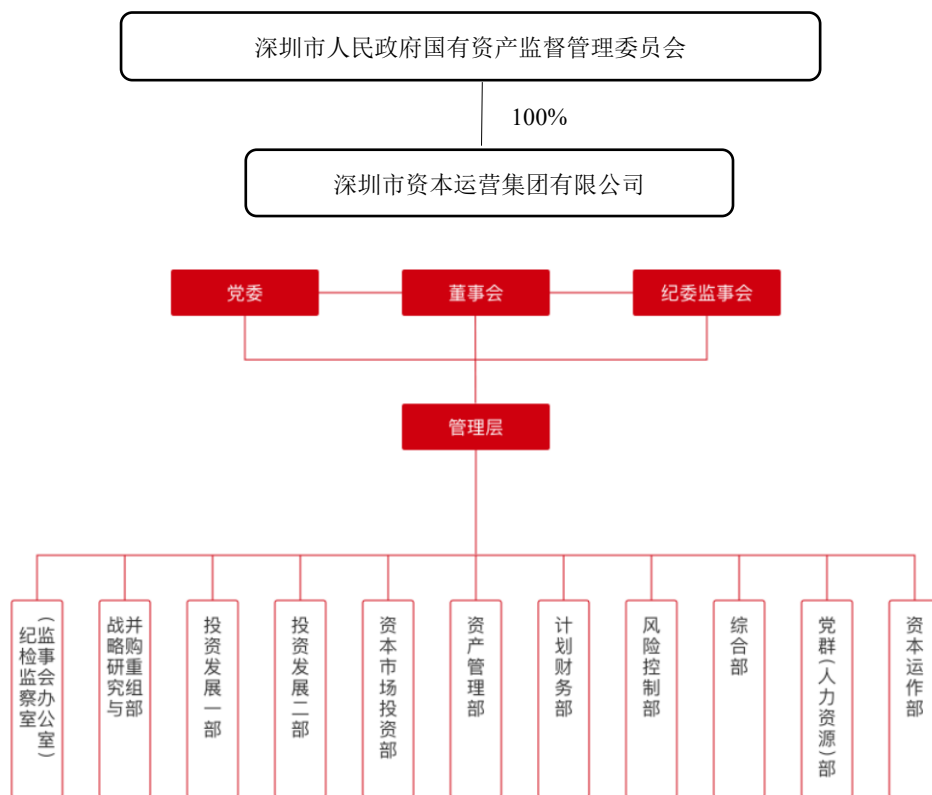 深圳市人民政府国有资产监督管理委员会
100%
深圳市资本运营集团有限公司
党委
董事会
纪委监事会
管理层
纪检监察室
(监事会办公室)
战略研究与
并购重组部
投资发展一部
投资发展二部
资本市场投资部
资产管理部
计划财务部
风险控制部
综合部
党群(人力资源)部
资本运作部